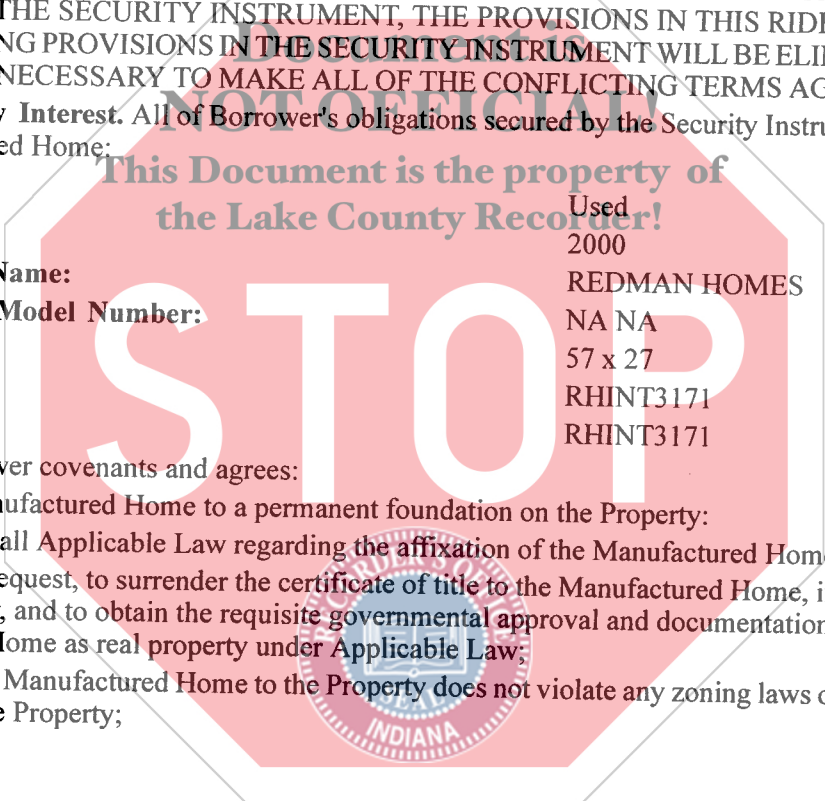 THE SECURITY INSTRUMENT, THE PROVISIONS IN THIS RIDE
NG PROVISIONS IN THE SECURITY INSTRUMENT WILL BE ELI
NECESSARY TO MAKE ALL OF THE CONFLICTING TERMS AG
y Interest. All of Borrower's obligations secured by the Security Instru
ed Home:
Document is
NOT OFFICIAL!
This Document is the property of
the Lake County Recorder!
Used
2000
Name: REDMAN HOMES
Model Number: NA NA
57 x 27
RHINT3171
RHINT3171
STOP
wer covenants and agrees:
nufactured Home to a permanent foundation on the Property:
all Applicable Law regarding the affixation of the Manufactured Home
equest, to surrender the certificate of title to the Manufactured Home, i
, and to obtain the requisite governmental approval and documentation
Home as real property under Applicable Law;
Manufactured Home to the Property does not violate any zoning laws o
e Property;
RECORDER'S OFFICE
SEAL
INDIANA